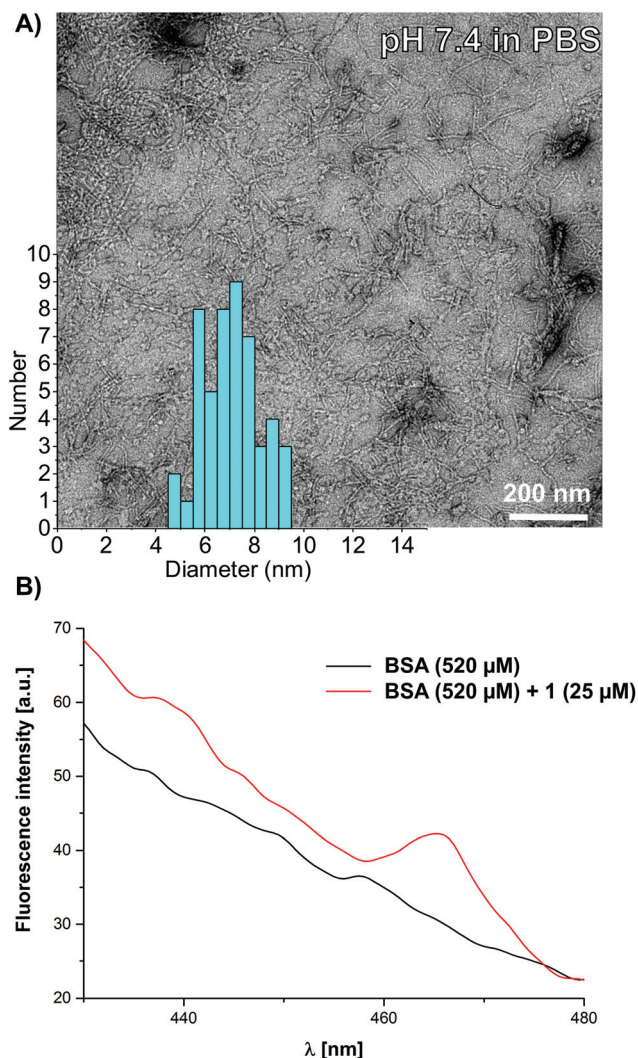 A)
pH 7.4 in PBS
10
9
8
7
6
5
4
3
2
1
0
Number
0 2 4 6 8 10 12 14
Diameter (nm)
200 nm
B)
70
60
50
40
30
20
Fluorescence intensity [a.u.]
BSA (520 µM)
BSA (520 µM) + 1 (25 µM)
440 460 480
λ [nm]